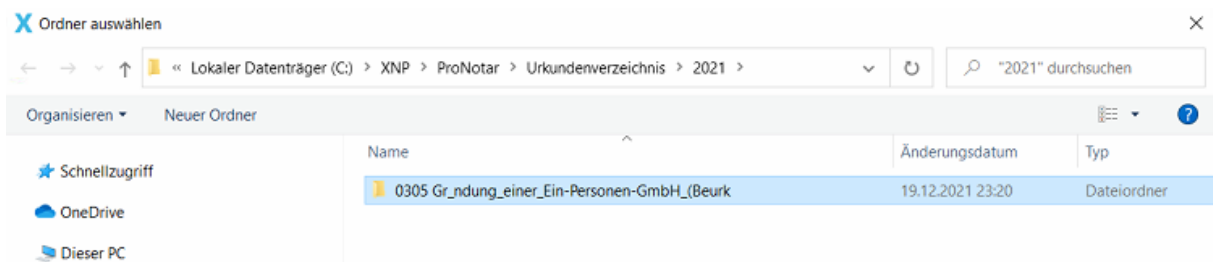 Ordner auswählen
« Lokaler Datenträger (C:) > XNP > ProNotar > Urkundenverzeichnis > 2021 >
"2021" durchsuchen
Organisieren
Neuer Ordner
Name
Änderungsdatum
Typ
Schnellzugriff
0305 Gr_ndung_einer_Ein-Personen-GmbH_(Beurk
19.12.2021 23:20
Dateiordner
OneDrive
Dieser PC